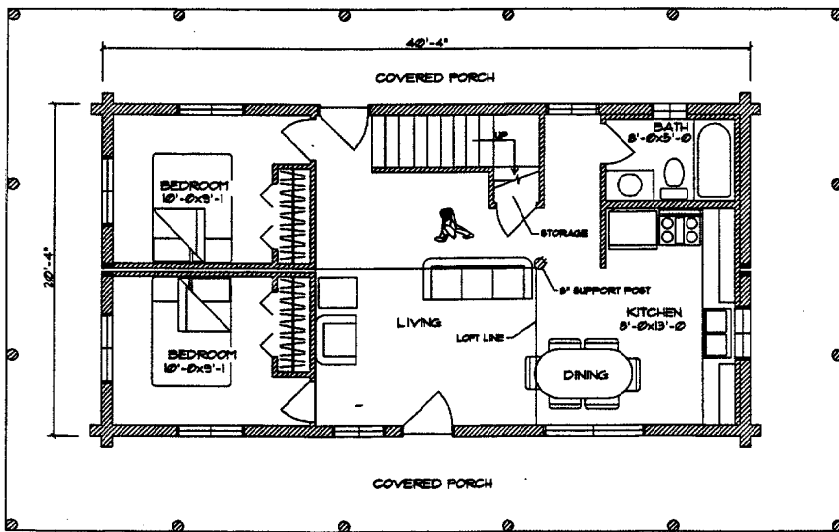 40'-4"
COVERED PORCH
UP
BATH
8'-0x5'-0
BEDROOM
10'-0x9'-1
STORAGE
20'-4"
8" SUPPORT POST
LIVING
KITCHEN
8'-0x13'-0
LOFT LINE
BEDROOM
10'-0x9'-1
DINING
COVERED PORCH